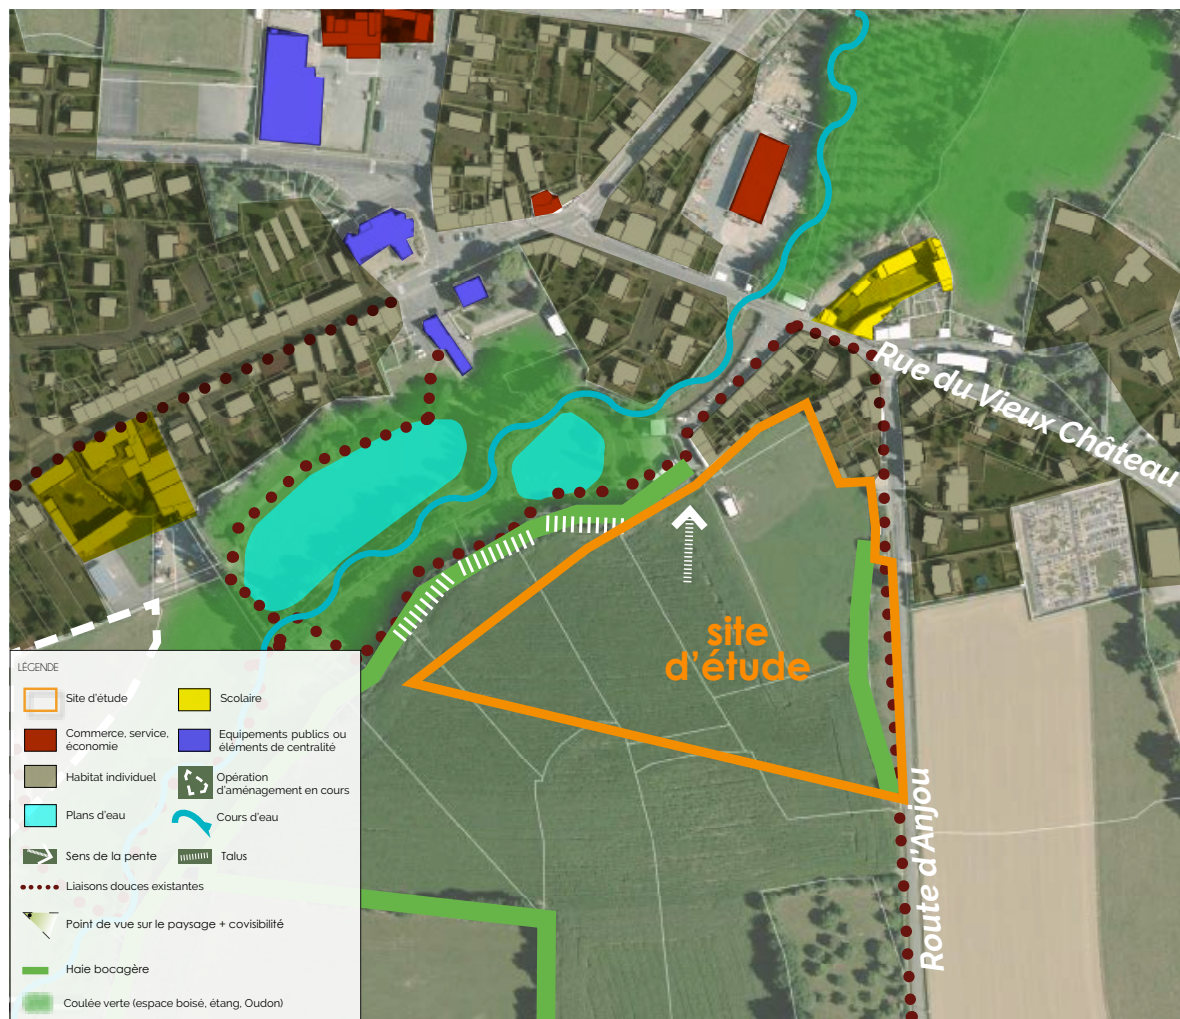 Rue du Vieux Château
site
d'étude
Route d'Anjou
LÉGENDE
Site d'étude
Scolaire
Commerce, service,
économie
Equipements publics ou
éléments de centralité
Habitat individuel
Opération
d'aménagement en cours
Plans d'eau
Cours d'eau
Sens de la pente
Talus
Liaisons douces existantes
Point de vue sur le paysage + covisibilité
Haie bocagère
Coulée verte (espace boisé, étang, Oudon)